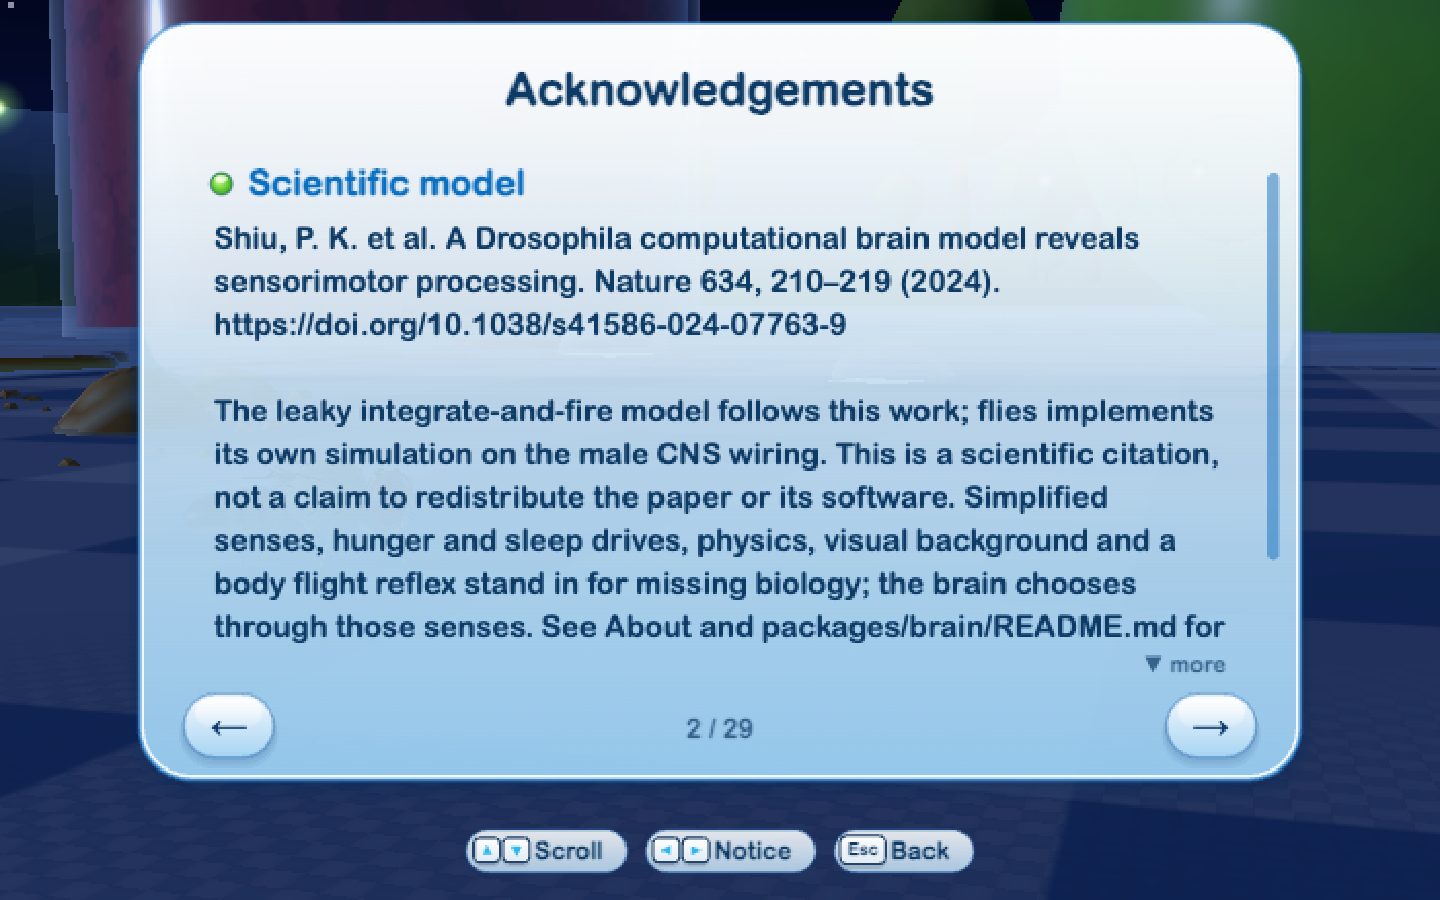 Acknowledgements
Scientific model
Shiu, P. K. et al. A Drosophila computational brain model reveals
sensorimotor processing. Nature 634, 210–219 (2024).
https://doi.org/10.1038/s41586-024-07763-9
The leaky integrate-and-fire model follows this work; flies implements
its own simulation on the male CNS wiring. This is a scientific citation,
not a claim to redistribute the paper or its software. Simplified
senses, hunger and sleep drives, physics, visual background and a
body flight reflex stand in for missing biology; the brain chooses
through those senses. See About and packages/brain/README.md for
▼ more
← 2 / 29 →
▲ ▼ Scroll ◄ ► Notice Esc Back